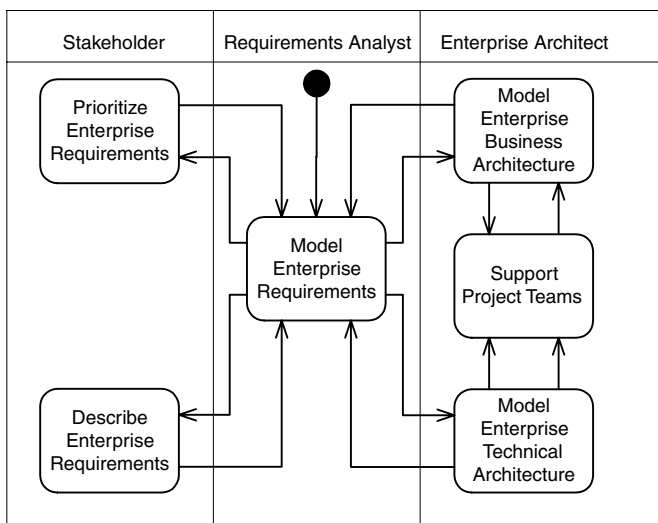 Stakeholder
Requirements Analyst
Enterprise Architect
Prioritize
Enterprise
Requirements
Model
Enterprise
Business
Architecture
Model
Enterprise
Requirements
Support
Project Teams
Describe
Enterprise
Requirements
Model
Enterprise
Technical
Architecture